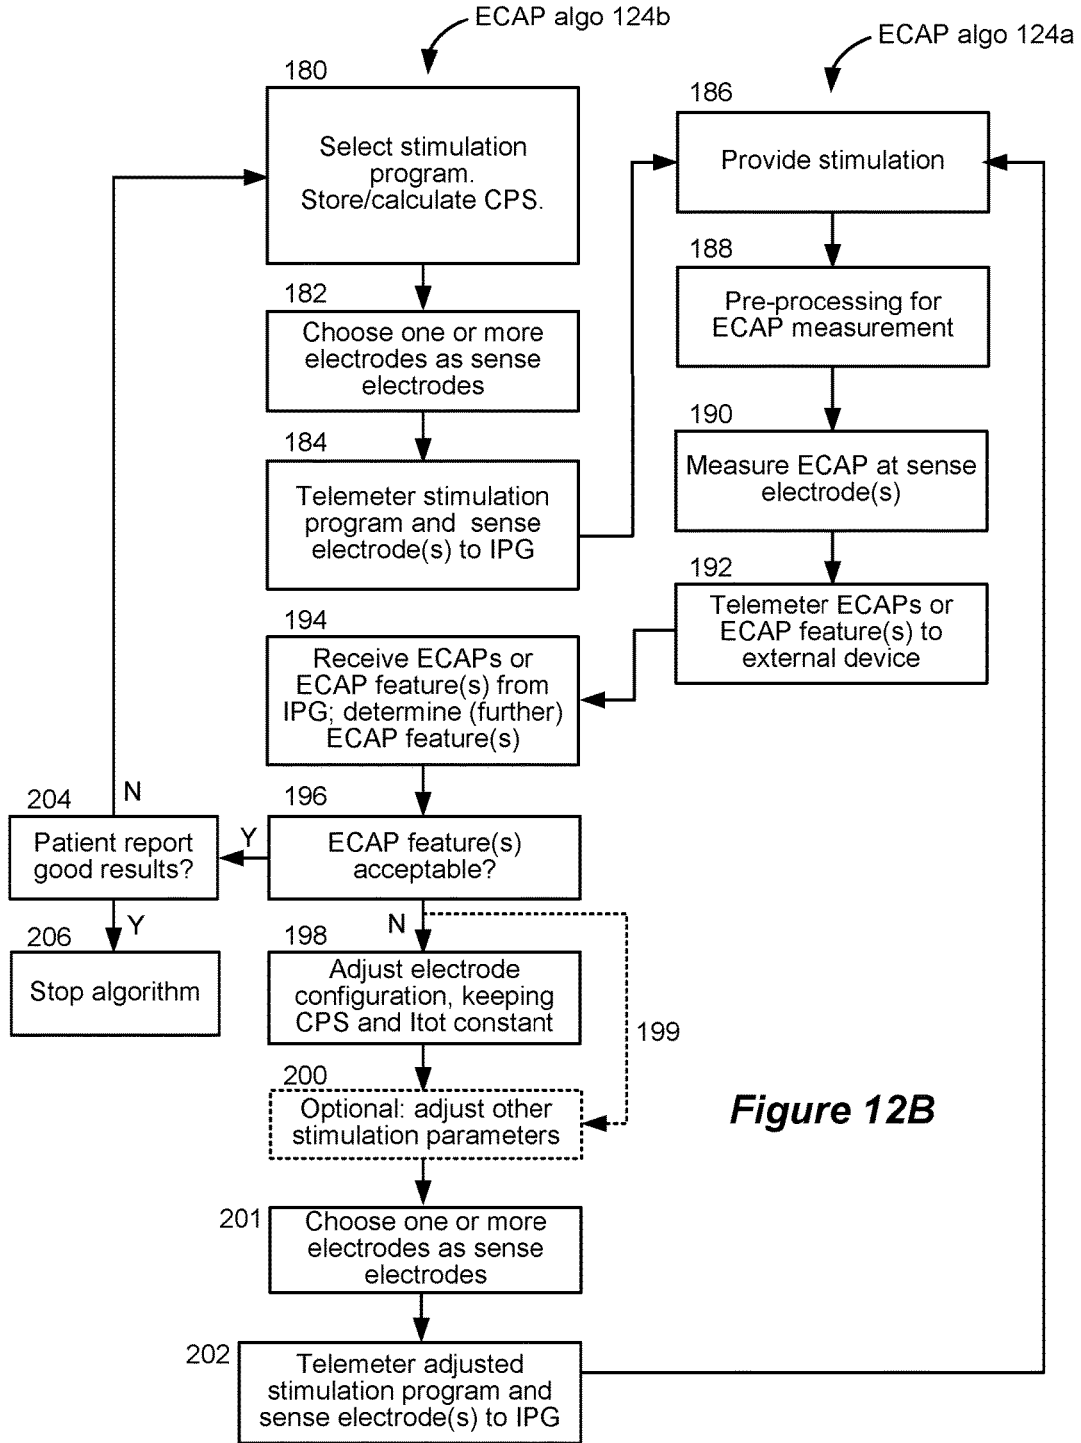 ECAP algo 124b
ECAP algo 124a
180
Select stimulation
program.
Store/calculate CPS.
182
Choose one or more
electrodes as sense
electrodes
184
Telemeter stimulation
program and sense
electrode(s) to IPG
186
Provide stimulation
188
Pre-processing for
ECAP measurement
190
Measure ECAP at sense
electrode(s)
192
Telemeter ECAPs or
ECAP feature(s) to
external device
194
Receive ECAPs or
ECAP feature(s) from
IPG; determine (further)
ECAP feature(s)
196
ECAP feature(s)
acceptable?
Y
N
204
Patient report
good results?
N
Y
206
Stop algorithm
198
Adjust electrode
configuration, keeping
CPS and Itot constant
199
200
Optional: adjust other
stimulation parameters
201
Choose one or more
electrodes as sense
electrodes
202
Telemeter adjusted
stimulation program and
sense electrode(s) to IPG
Figure 12B